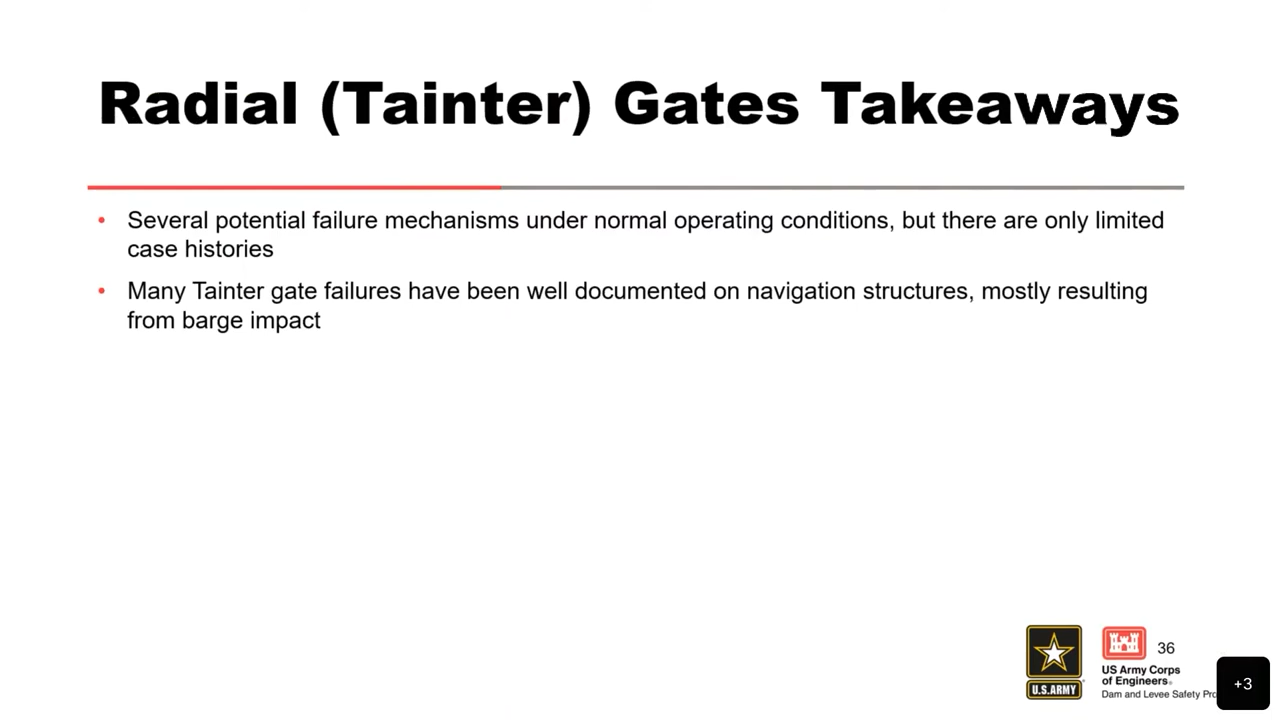 Radial (Tainter) Gates Takeaways
• Several potential failure mechanisms under normal operating conditions, but there are only limited
case histories
• Many Tainter gate failures have been well documented on navigation structures, mostly resulting
from barge impact
U.S.ARMY
36
US Army Corps
of Engineers®
Dam and Levee Safety
+3